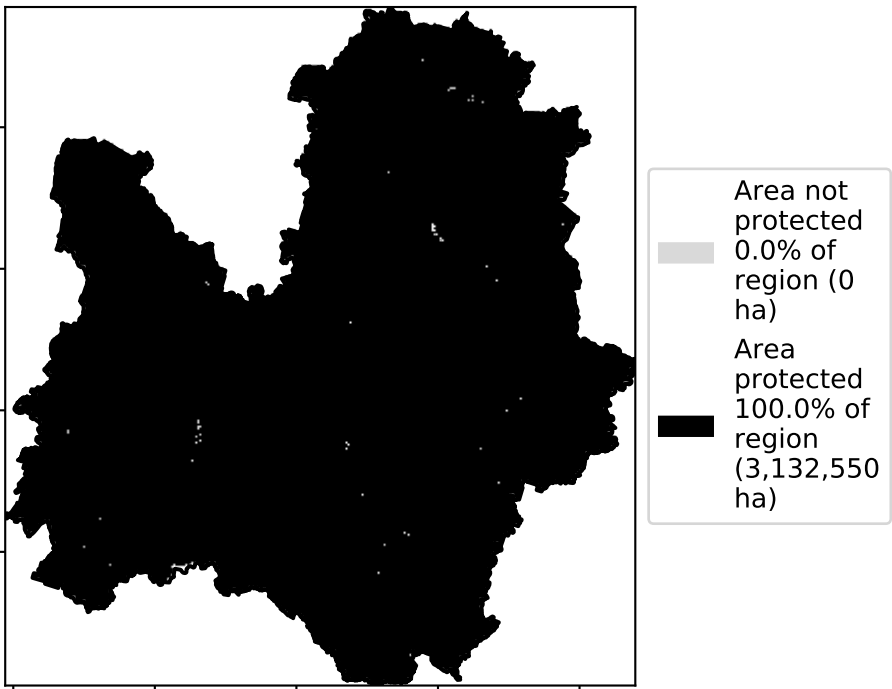 Area not
protected
0.0% of
region (0
ha)
Area
protected
100.0% of
region
(3,132,550
ha)